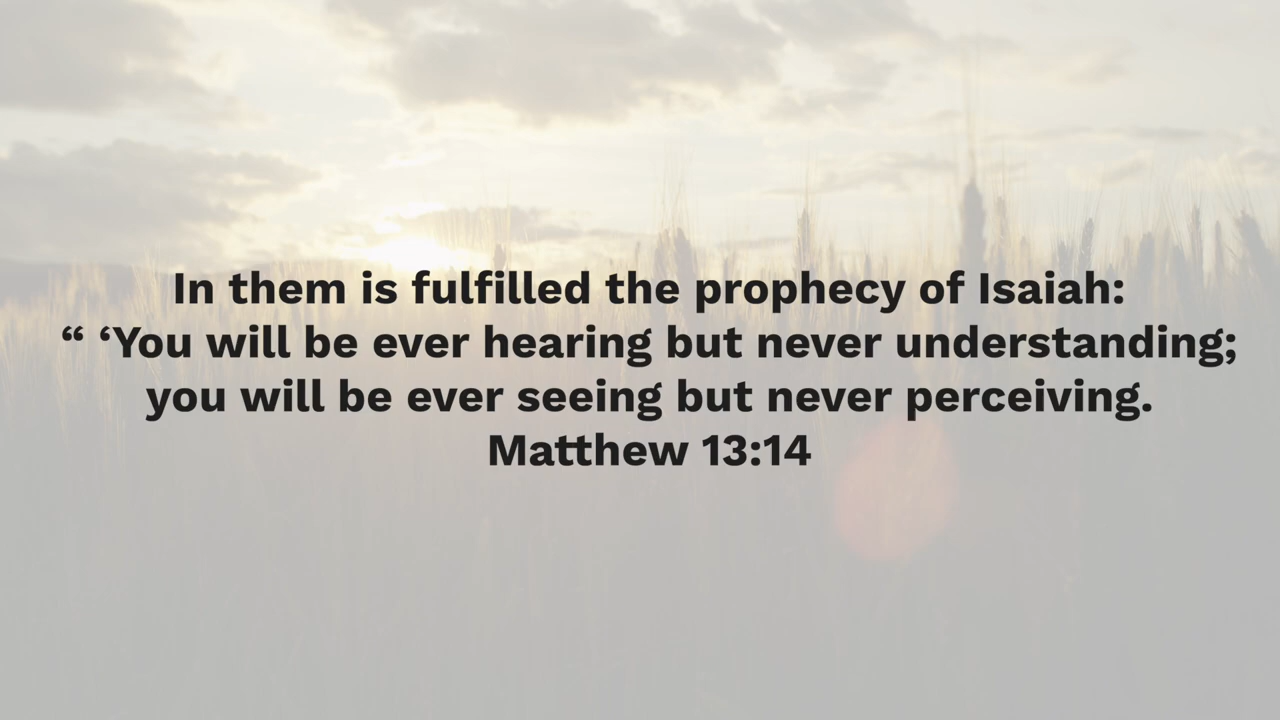 In them is fulfilled the prophecy of Isaiah:
“ ‘You will be ever hearing but never understanding;
you will be ever seeing but never perceiving.
Matthew 13:14